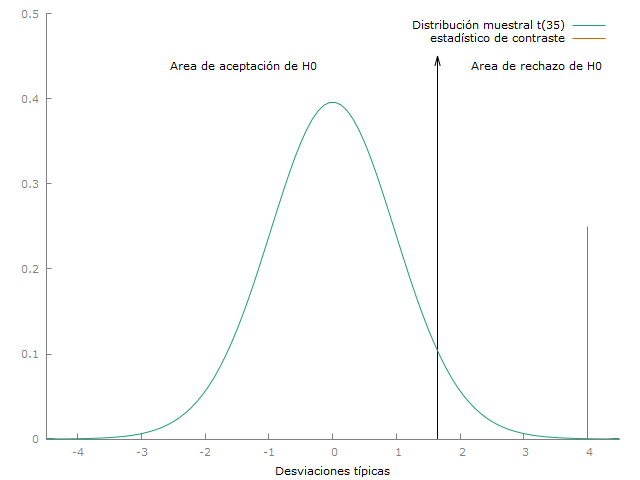 0.5
Distribución muestral t(35)
estadístico de contraste
Area de aceptación de H0
Area de rechazo de H0
0.4
0.3
0.2
0.1
0
-4 -3 -2 -1 0 1 2 3 4
Desviaciones típicas